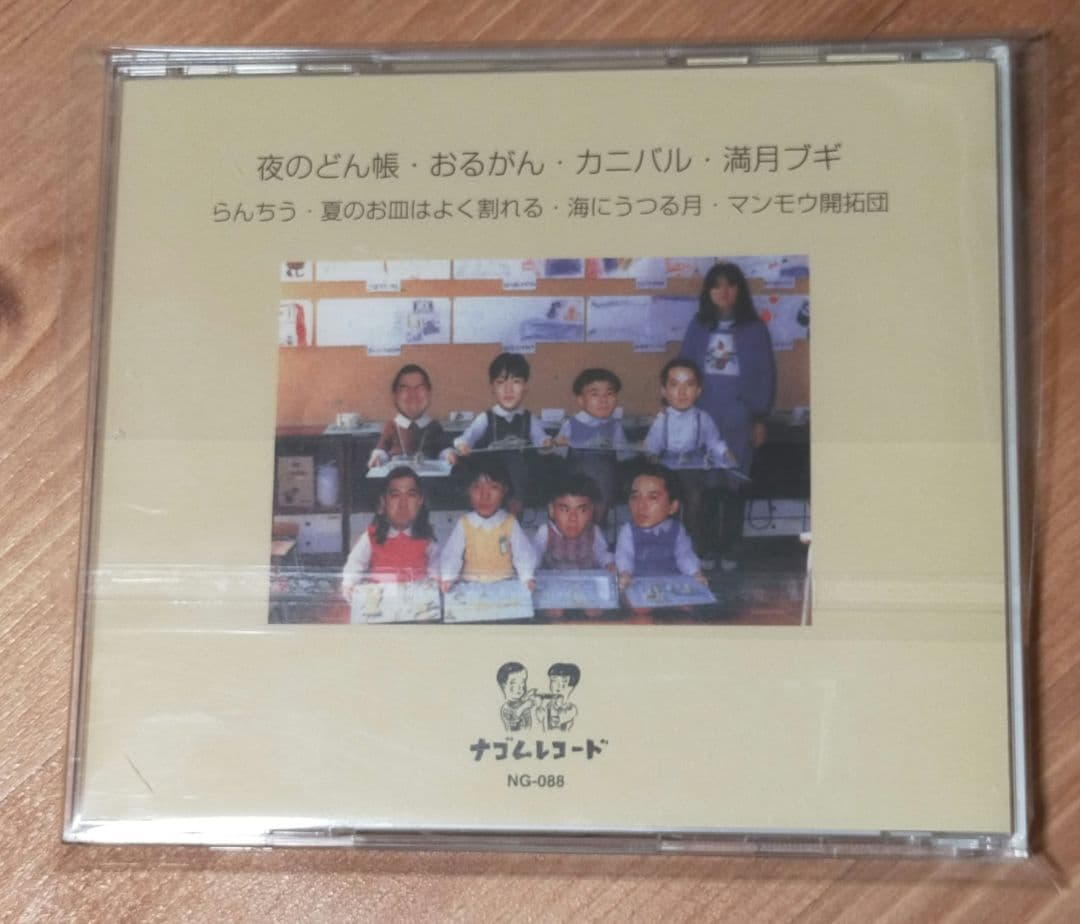 夜のどん帳・おるがん・カニバル・満月ブギ
らんちう・夏のお皿はよく割れる・海にうつる月・マンモウ開拓団
ナゴムレコード
NG-088